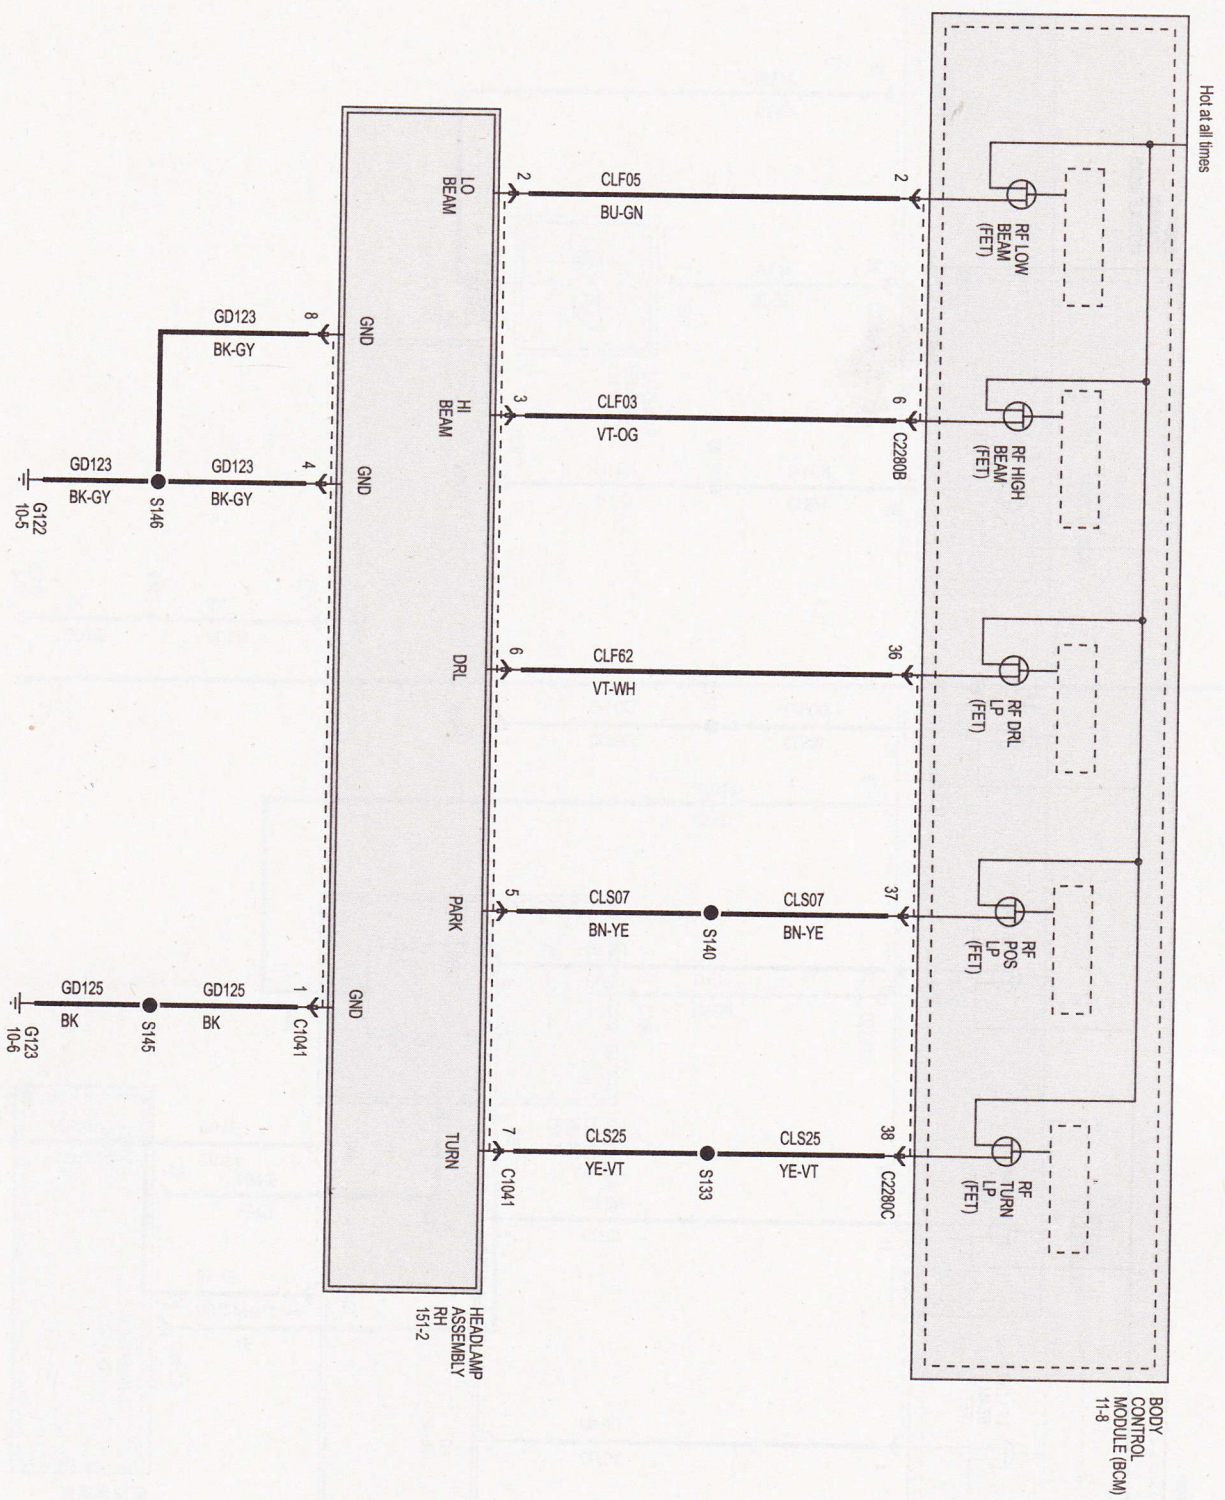 Hot at all times
BODY
CONTROL
MODULE (BCM)
11-8
RF LOW
BEAM
(FET)
RF HIGH
BEAM
(FET)
RF DRL
LP
(FET)
RF
POS
LP
(FET)
RF
TURN
LP
(FET)
2
6
C2280B
36
37
38
C2280C
CLF05
BU-GN
CLF03
VT-OG
CLF62
VT-WH
CLS07
BN-YE
CLS25
YE-VT
S140
S133
CLS07
BN-YE
CLS25
YE-VT
2
3
6
5
7
C1041
LO
BEAM
HI
BEAM
DRL
PARK
TURN
HEADLAMP
ASSEMBLY
RH
151-2
GND
GND
GND
8
4
1
C1041
GD123
BK-GY
GD123
BK-GY
GD125
BK
S146
S145
GD123
BK-GY
GD125
BK
G122
10-5
G123
10-6